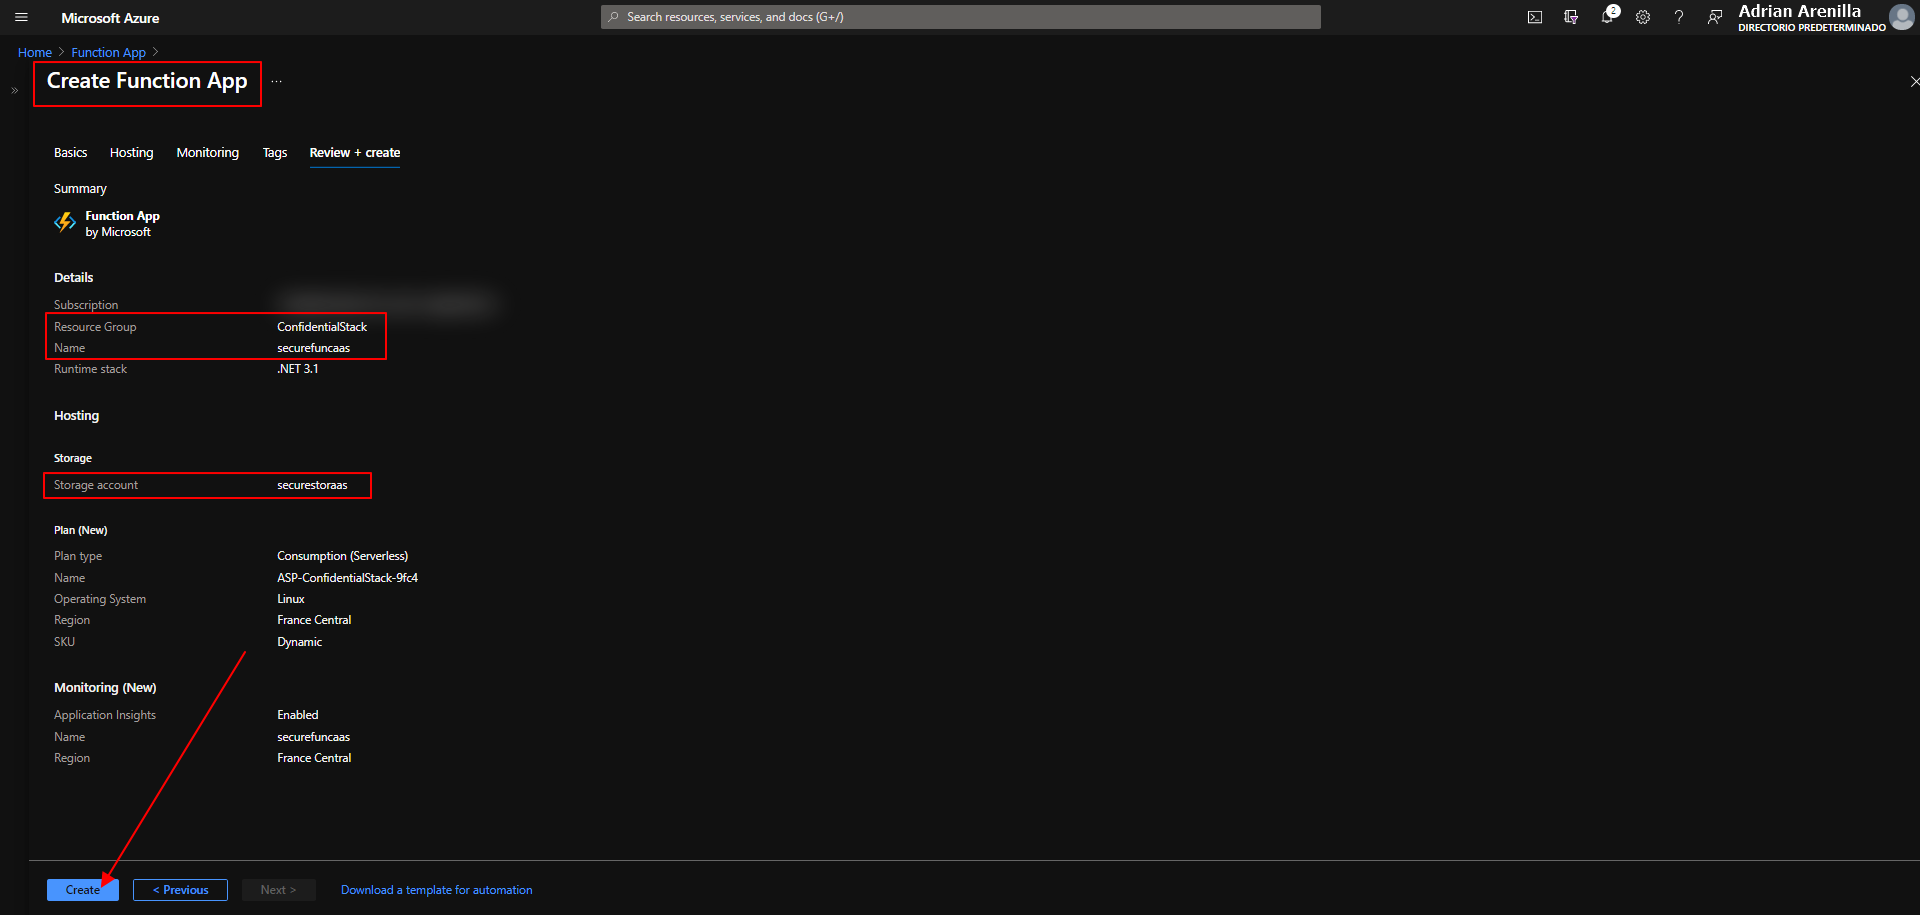 Microsoft Azure
Search resources, services, and docs (G+/)
2
Adrian Arenilla
DIRECTORIO PREDETERMINADO
Home > Function App >
Create Function App ...
Basics Hosting Monitoring Tags Review + create
Summary
Function App
by Microsoft
Details
Subscription
Resource Group ConfidentialStack
Name securefuncaas
Runtime stack .NET 3.1
Hosting
Storage
Storage account securestoraas
Plan (New)
Plan type Consumption (Serverless)
Name ASP-ConfidentialStack-9fc4
Operating System Linux
Region France Central
SKU Dynamic
Monitoring (New)
Application Insights Enabled
Name securefuncaas
Region France Central
Create < Previous Next > Download a template for automation